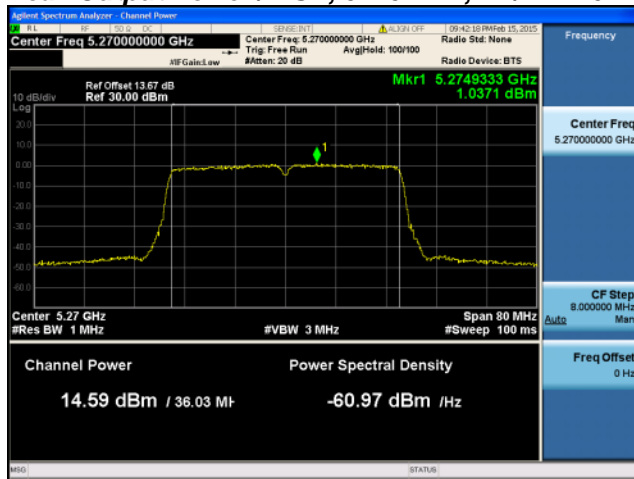 Agilent Spectrum Analyzer - Channel Power
RL RF 50 Ω DC SENSE:INT ALIGN OFF 09:42:18 PM Feb 15, 2015
Center Freq 5.270000000 GHz
Center Freq: 5.270000000 GHz
Radio Std: None
Trig: Free Run Avg|Hold: 100/100
#IFGain:Low #Atten: 20 dB
Radio Device: BTS
Frequency
Ref Offset 13.67 dB
Ref 30.00 dBm
Mkr1 5.2749333 GHz
1.0371 dBm
10 dB/div
Log
20.0
10.0
0.00
-10.0
-20.0
-30.0
-40.0
-50.0
-60.0
1
Center Freq
5.270000000 GHz
Center 5.27 GHz
Span 80 MHz
#Res BW 1 MHz
#VBW 3 MHz
#Sweep 100 ms
CF Step
8.000000 MHz
Auto Man
Channel Power
Power Spectral Density
14.59 dBm / 36.03 MH
-60.97 dBm /Hz
Freq Offset
0 Hz
MSG
STATUS